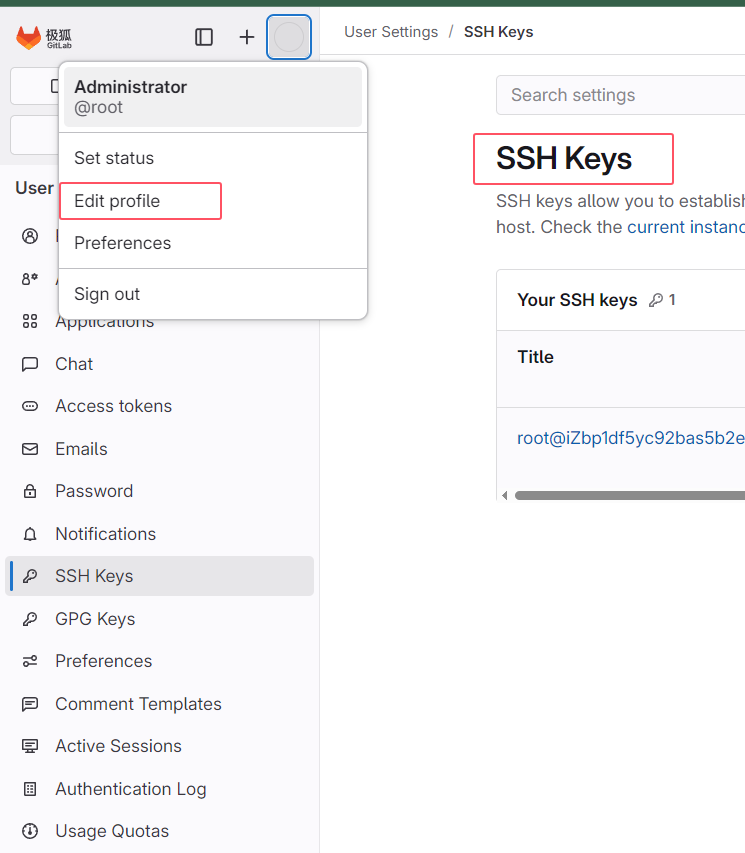 极狐
GitLab
User Settings / SSH Keys
Administrator
@root
Set status
Edit profile
Preferences
Sign out
User
Applications
Chat
Access tokens
Emails
Password
Notifications
SSH Keys
GPG Keys
Preferences
Comment Templates
Active Sessions
Authentication Log
Usage Quotas
Search settings
SSH Keys
SSH keys allow you to establish
host. Check the current instanc
Your SSH keys 1
Title
root@iZbp1df5yc92bas5b2e